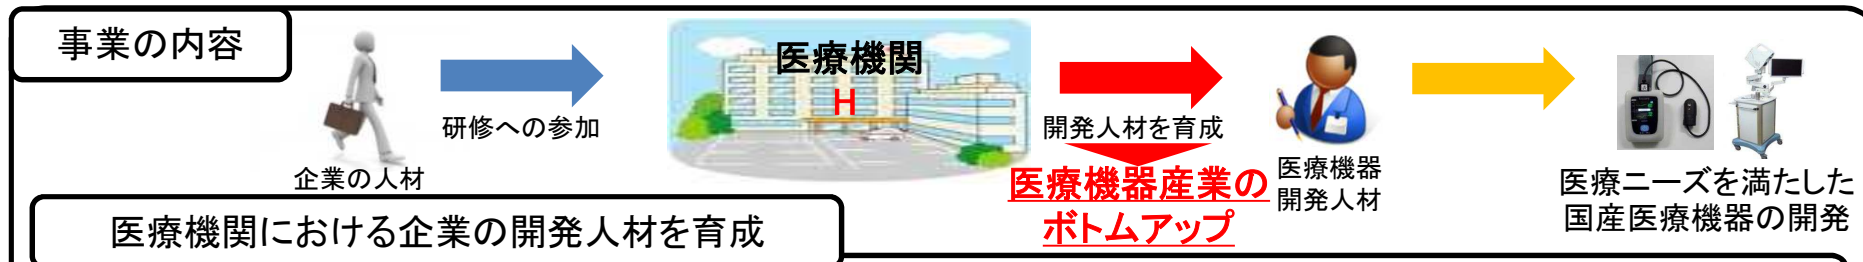 事業の内容
医療機関
H
研修への参加
企業の人材
開発人材を育成
医療機器産業の
ボトムアップ
医療機器
開発人材
医療ニーズを満たした
国産医療機器の開発
医療機関における企業の開発人材を育成